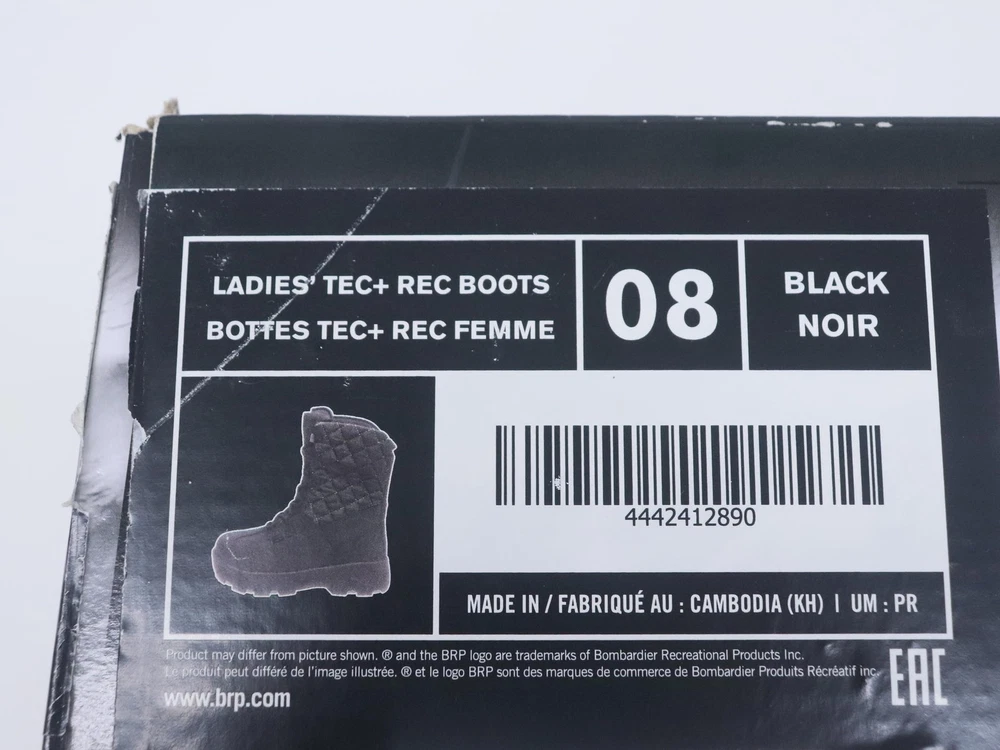 LADIES' TEC+ REC BOOTS
BOTTES TEC+ REC FEMME
08
BLACK
NOIR
4442412890
MADE IN / FABRIQUÉ AU : CAMBODIA (KH) | UM : PR
Product may differ from picture shown. ® and the BRP logo are trademarks of Bombardier Recreational Products Inc.
Le produit peut différé de l'image illustrée. ® et le logo BRP sont des marques de commerce de Bombardier Produits Récréatif inc.
www.brp.com
EAC